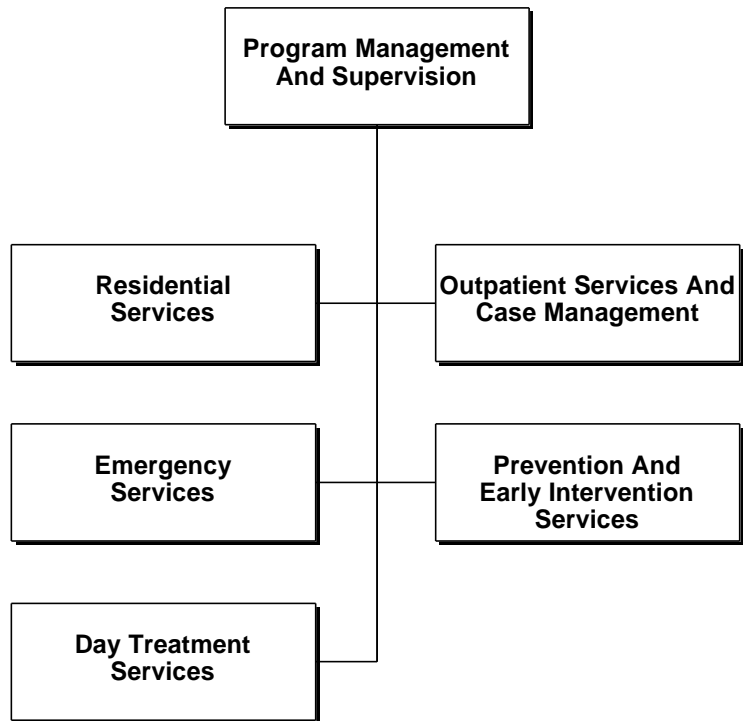 Program Management
And Supervision
Residential
Services
Outpatient Services And
Case Management
Emergency
Services
Prevention And
Early Intervention
Services
Day Treatment
Services